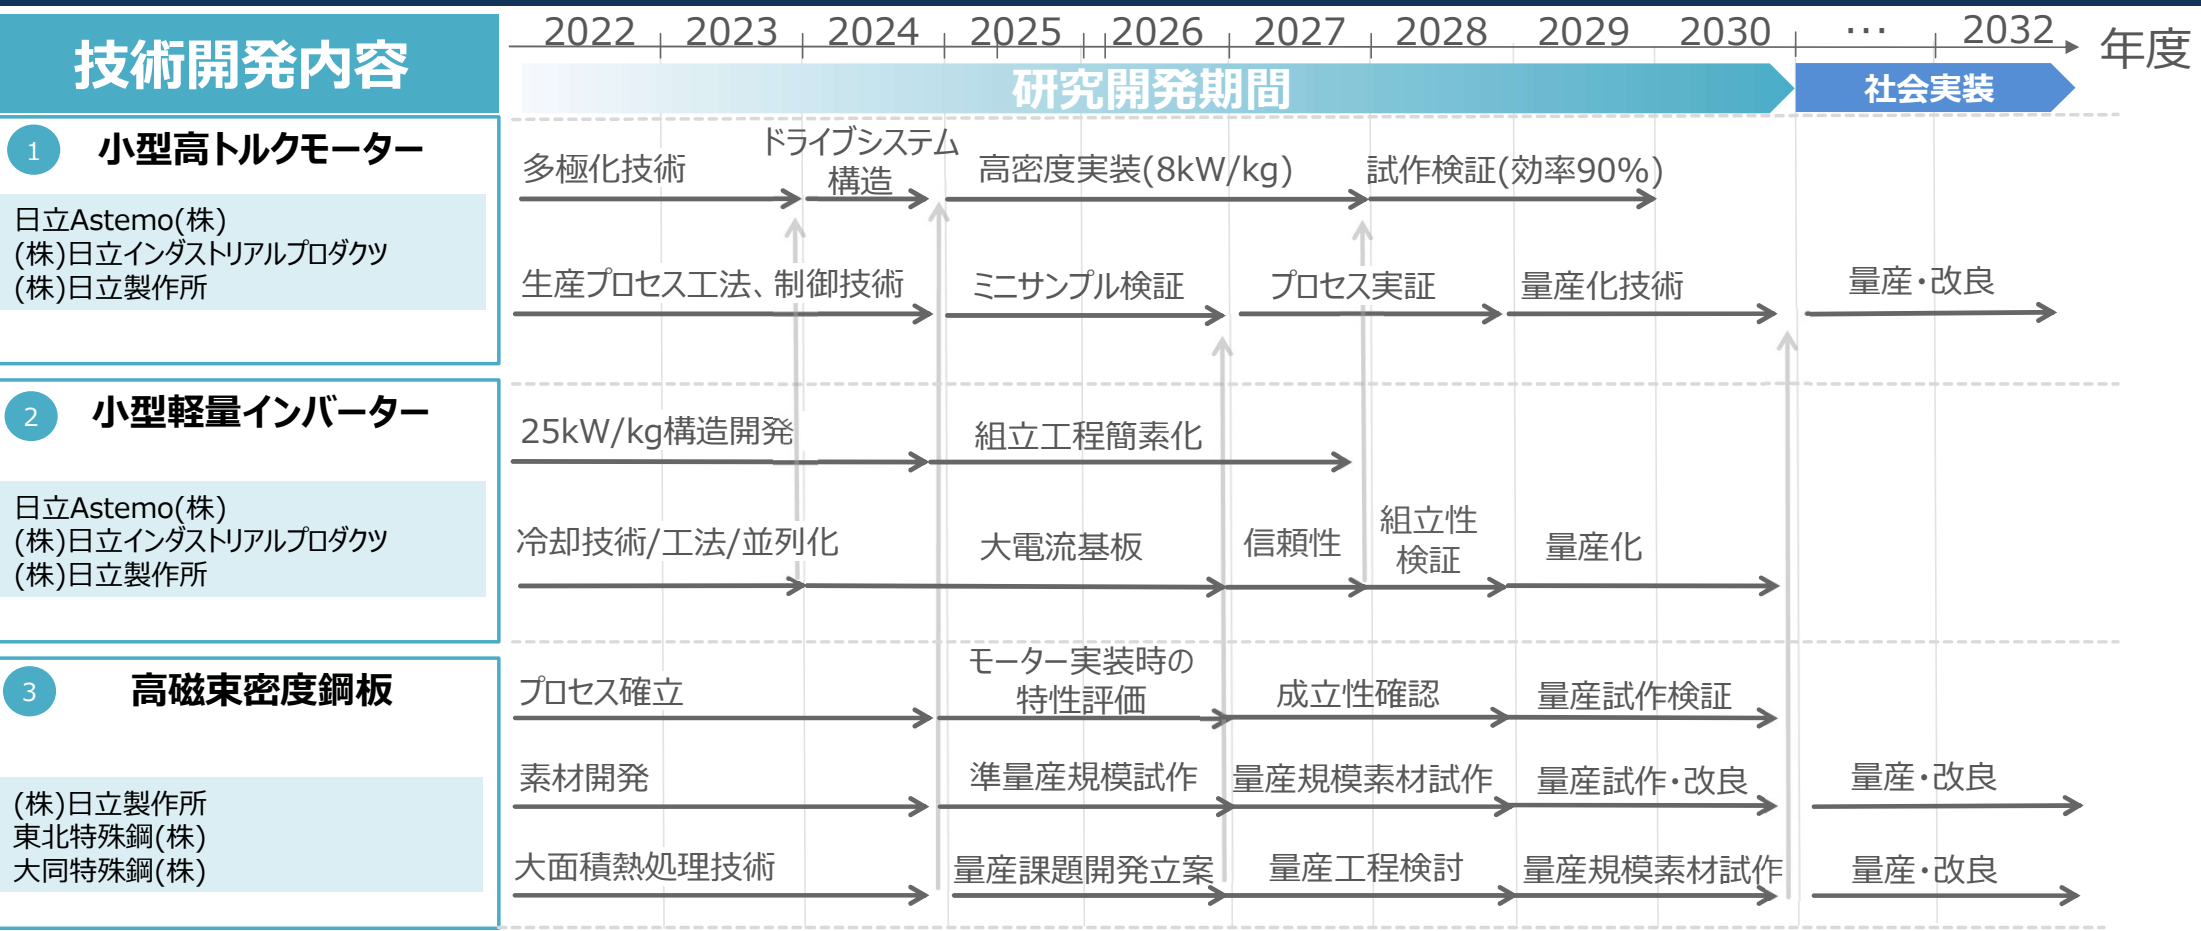 技術開発内容
2022 2023 2024 2025 2026 2027 2028 2029 2030 … 2032 年度
研究開発期間
社会実装
1 小型高トルクモーター
日立Astemo(株)
(株)日立インダストリアルプロダクツ
(株)日立製作所
多極化技術
ドライブシステム
構造
高密度実装(8kW/kg)
試作検証(効率90%)
生産プロセス工法、制御技術
ミニサンプル検証
プロセス実証
量産化技術
量産・改良
2 小型軽量インバーター
日立Astemo(株)
(株)日立インダストリアルプロダクツ
(株)日立製作所
25kW/kg構造開発
組立工程簡素化
冷却技術/工法/並列化
大電流基板
信頼性
組立性
検証
量産化
3 高磁束密度鋼板
(株)日立製作所
東北特殊鋼(株)
大同特殊鋼(株)
プロセス確立
モーター実装時の
特性評価
成立性確認
量産試作検証
素材開発
準量産規模試作
量産規模素材試作
量産試作・改良
量産・改良
大面積熱処理技術
量産課題開発立案
量産工程検討
量産規模素材試作
量産・改良